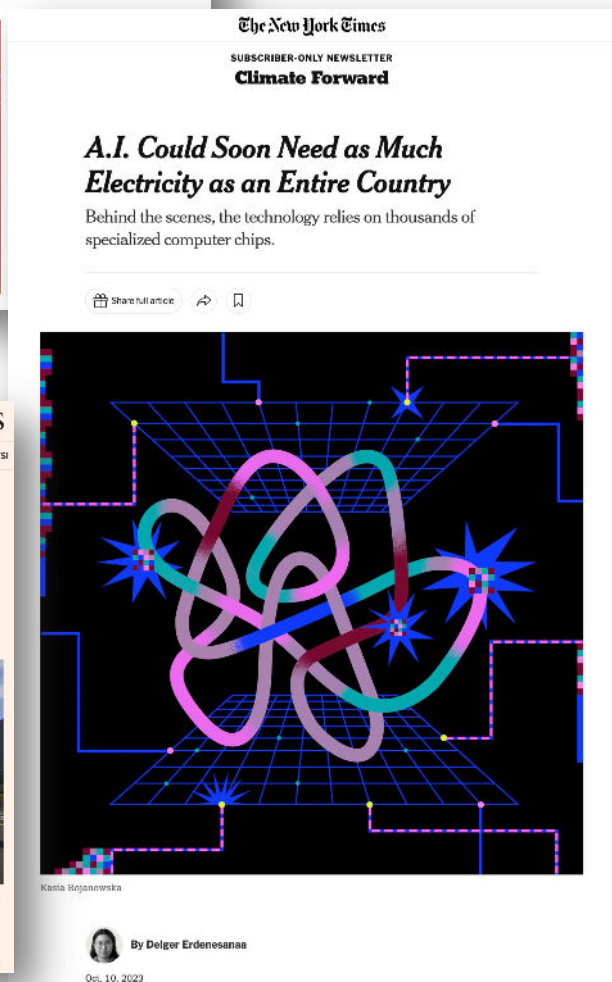 The New York Times
SUBSCRIBER-ONLY NEWSLETTER
Climate Forward
A.I. Could Soon Need as Much
Electricity as an Entire Country
Behind the scenes, the technology relies on thousands of
specialized computer chips.
Share full article
Kasia Bojanowska
By Delger Erdenesanaa
Oct. 10, 2023